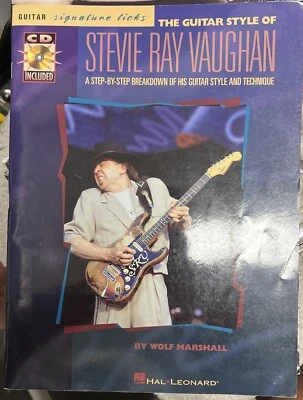 GUITAR signature licks
CD
INCLUDED
THE GUITAR STYLE OF
STEVIE RAY VAUGHAN
A STEP-BY-STEP BREAKDOWN OF HIS GUITAR STYLE AND TECHNIQUE
SRV
BY WOLF MARSHALL
HAL•LEONARD®